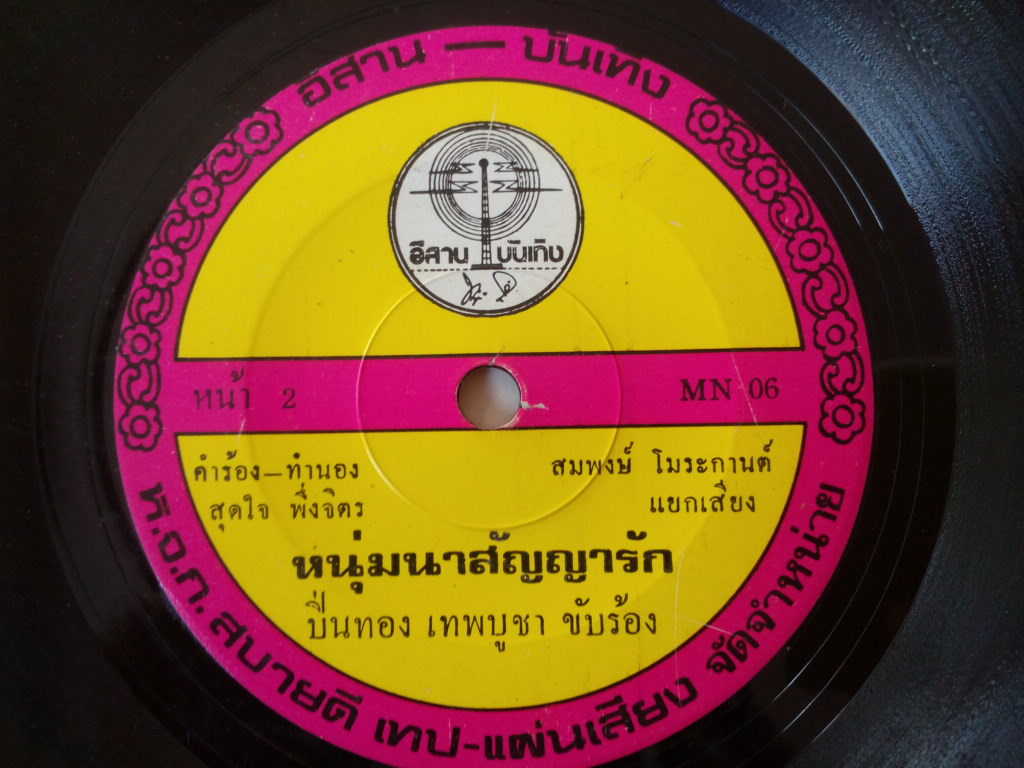 อีสาน — บันเทิง
อีสาน บันเทิง
หน้า 2
MN 06
คำร้อง – ทำนอง
สุดใจ พึ่งจิตร
สมพงษ์ โมระกานต์
แยกเสียง
หนุ่มนาสัญญารัก
ปิ่นทอง เทพบูชา ขับร้อง
ห.จ.ก. สบายดี เทป-แผ่นเสียง จัดจำหน่าย